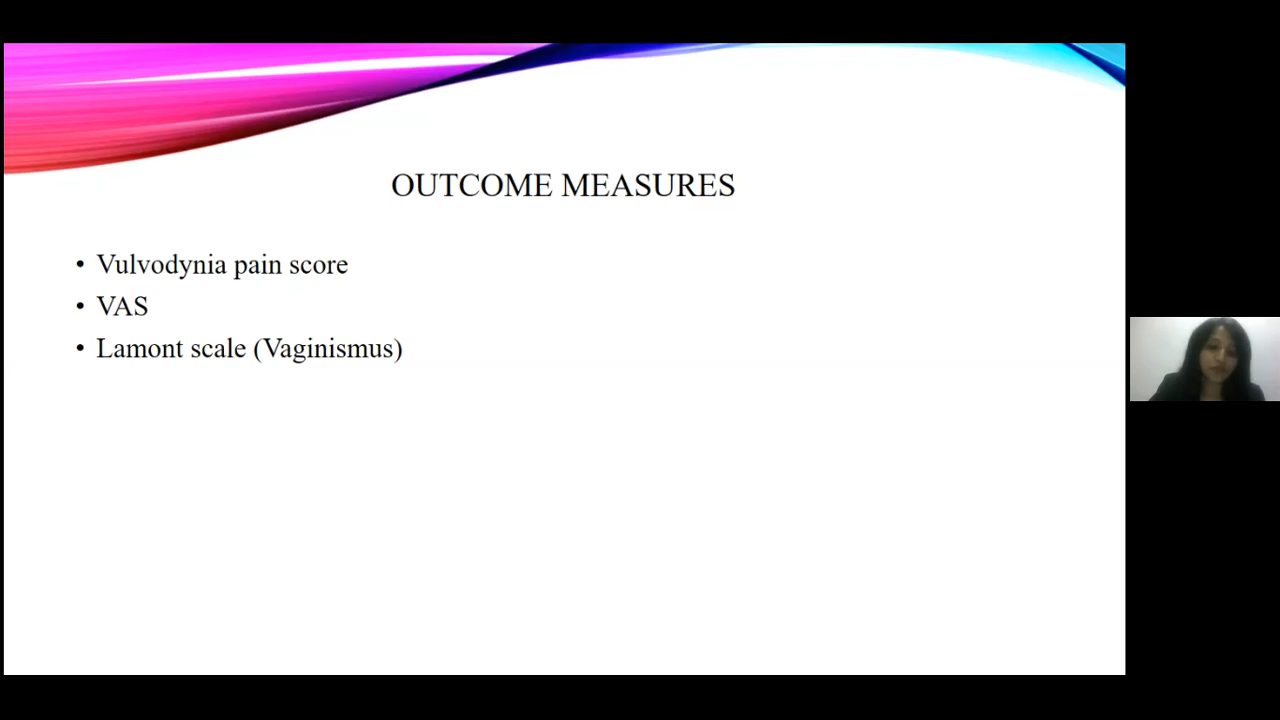 OUTCOME MEASURES
• Vulvodynia pain score
• VAS
• Lamont scale (Vaginismus)